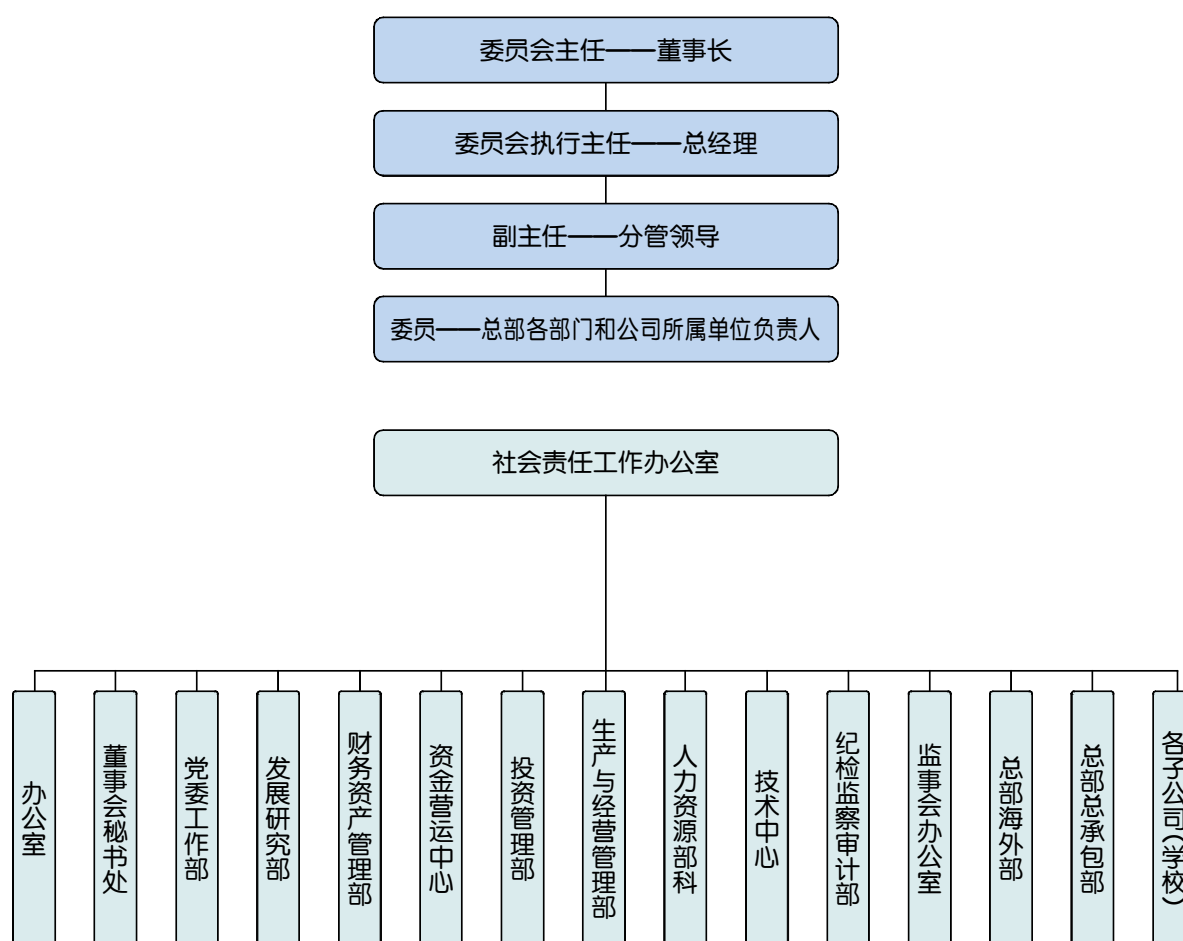 委员会主任——董事长
委员会执行主任——总经理
副主任——分管领导
委员——总部各部门和公司所属单位负责人
社会责任工作办公室
办公室
董事会秘书处
党委工作部
发展研究部
财务资产管理部
资金营运中心
投资管理部
生产与经营管理部
人力资源部科
技术中心
纪检监察审计部
监事会办公室
总部海外部
总部总承包部
各子公司(学校)